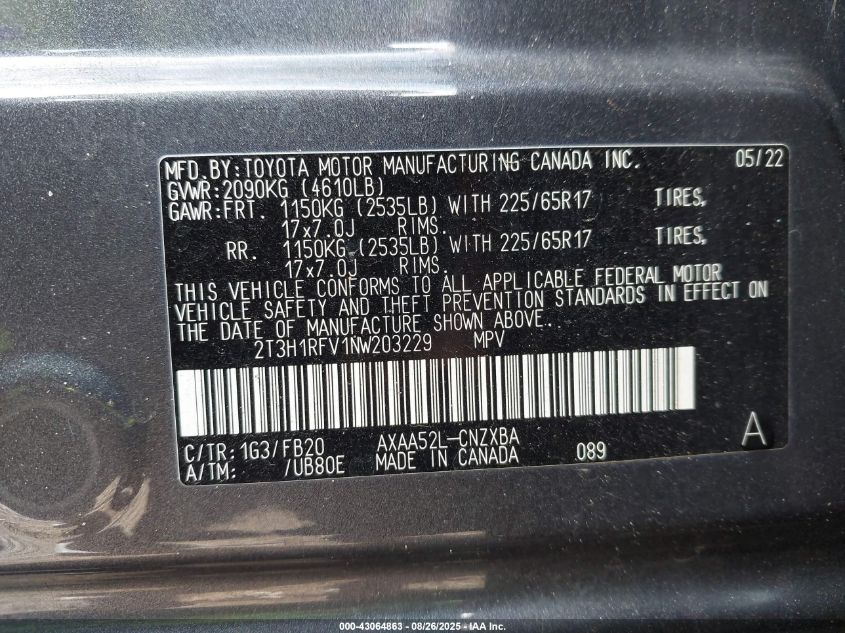 MFD.BY:TOYOTA MOTOR MANUFACTURING CANADA INC. 05/22
GVWR:2090KG (4610LB)
GAWR:FRT. 1150KG (2535LB) WITH 225/65R17 TIRES,
17x7.0J RIMS.
RR. 1150KG (2535LB) WITH 225/65R17 TIRES,
17x7.0J RIMS.
THIS VEHICLE CONFORMS TO ALL APPLICABLE FEDERAL MOTOR
VEHICLE SAFETY AND THEFT PREVENTION STANDARDS IN EFFECT ON
THE DATE OF MANUFACTURE SHOWN ABOVE.
2T3H1RFV1NW203229 MPV
C/TR:1G3/FB20 AXAA52L-CNZXBA A
A/TM: /UB80E MADE IN CANADA 089
000-43064863 - 08/26/2025 - IAA Inc.